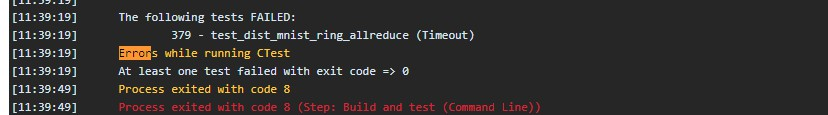 [11:39:19] The following tests FAILED:
[11:39:19] 379 - test_dist_mnist_ring_allreduce (Timeout)
[11:39:19] Errors while running CTest
[11:39:19] At least one test failed with exit code => 0
[11:39:49] Process exited with code 8
[11:39:49] Process exited with code 8 (Step: Build and test (Command Line))